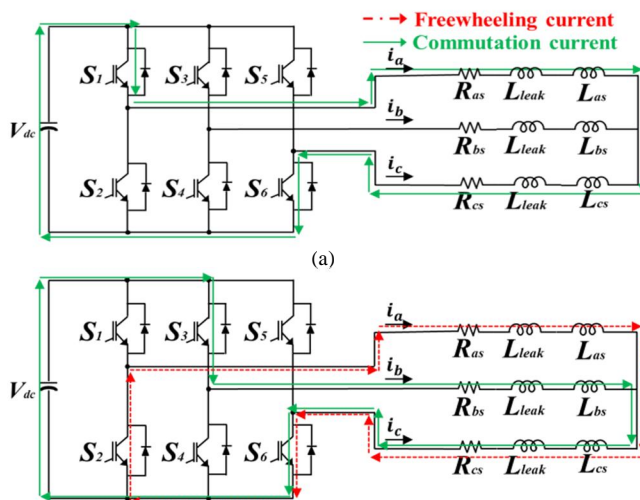 Freewheeling current
Commutation current
S1 S3 S5
ia
Ras Lleak Las
Vdc
ib
Rbs Lleak Lbs
S2 S4 S6
ic
Rcs Lleak Lcs
(a)
S1 S3 S5
ia
Ras Lleak Las
Vdc
ib
Rbs Lleak Lbs
S2 S4 S6
ic
Rcs Lleak Lcs